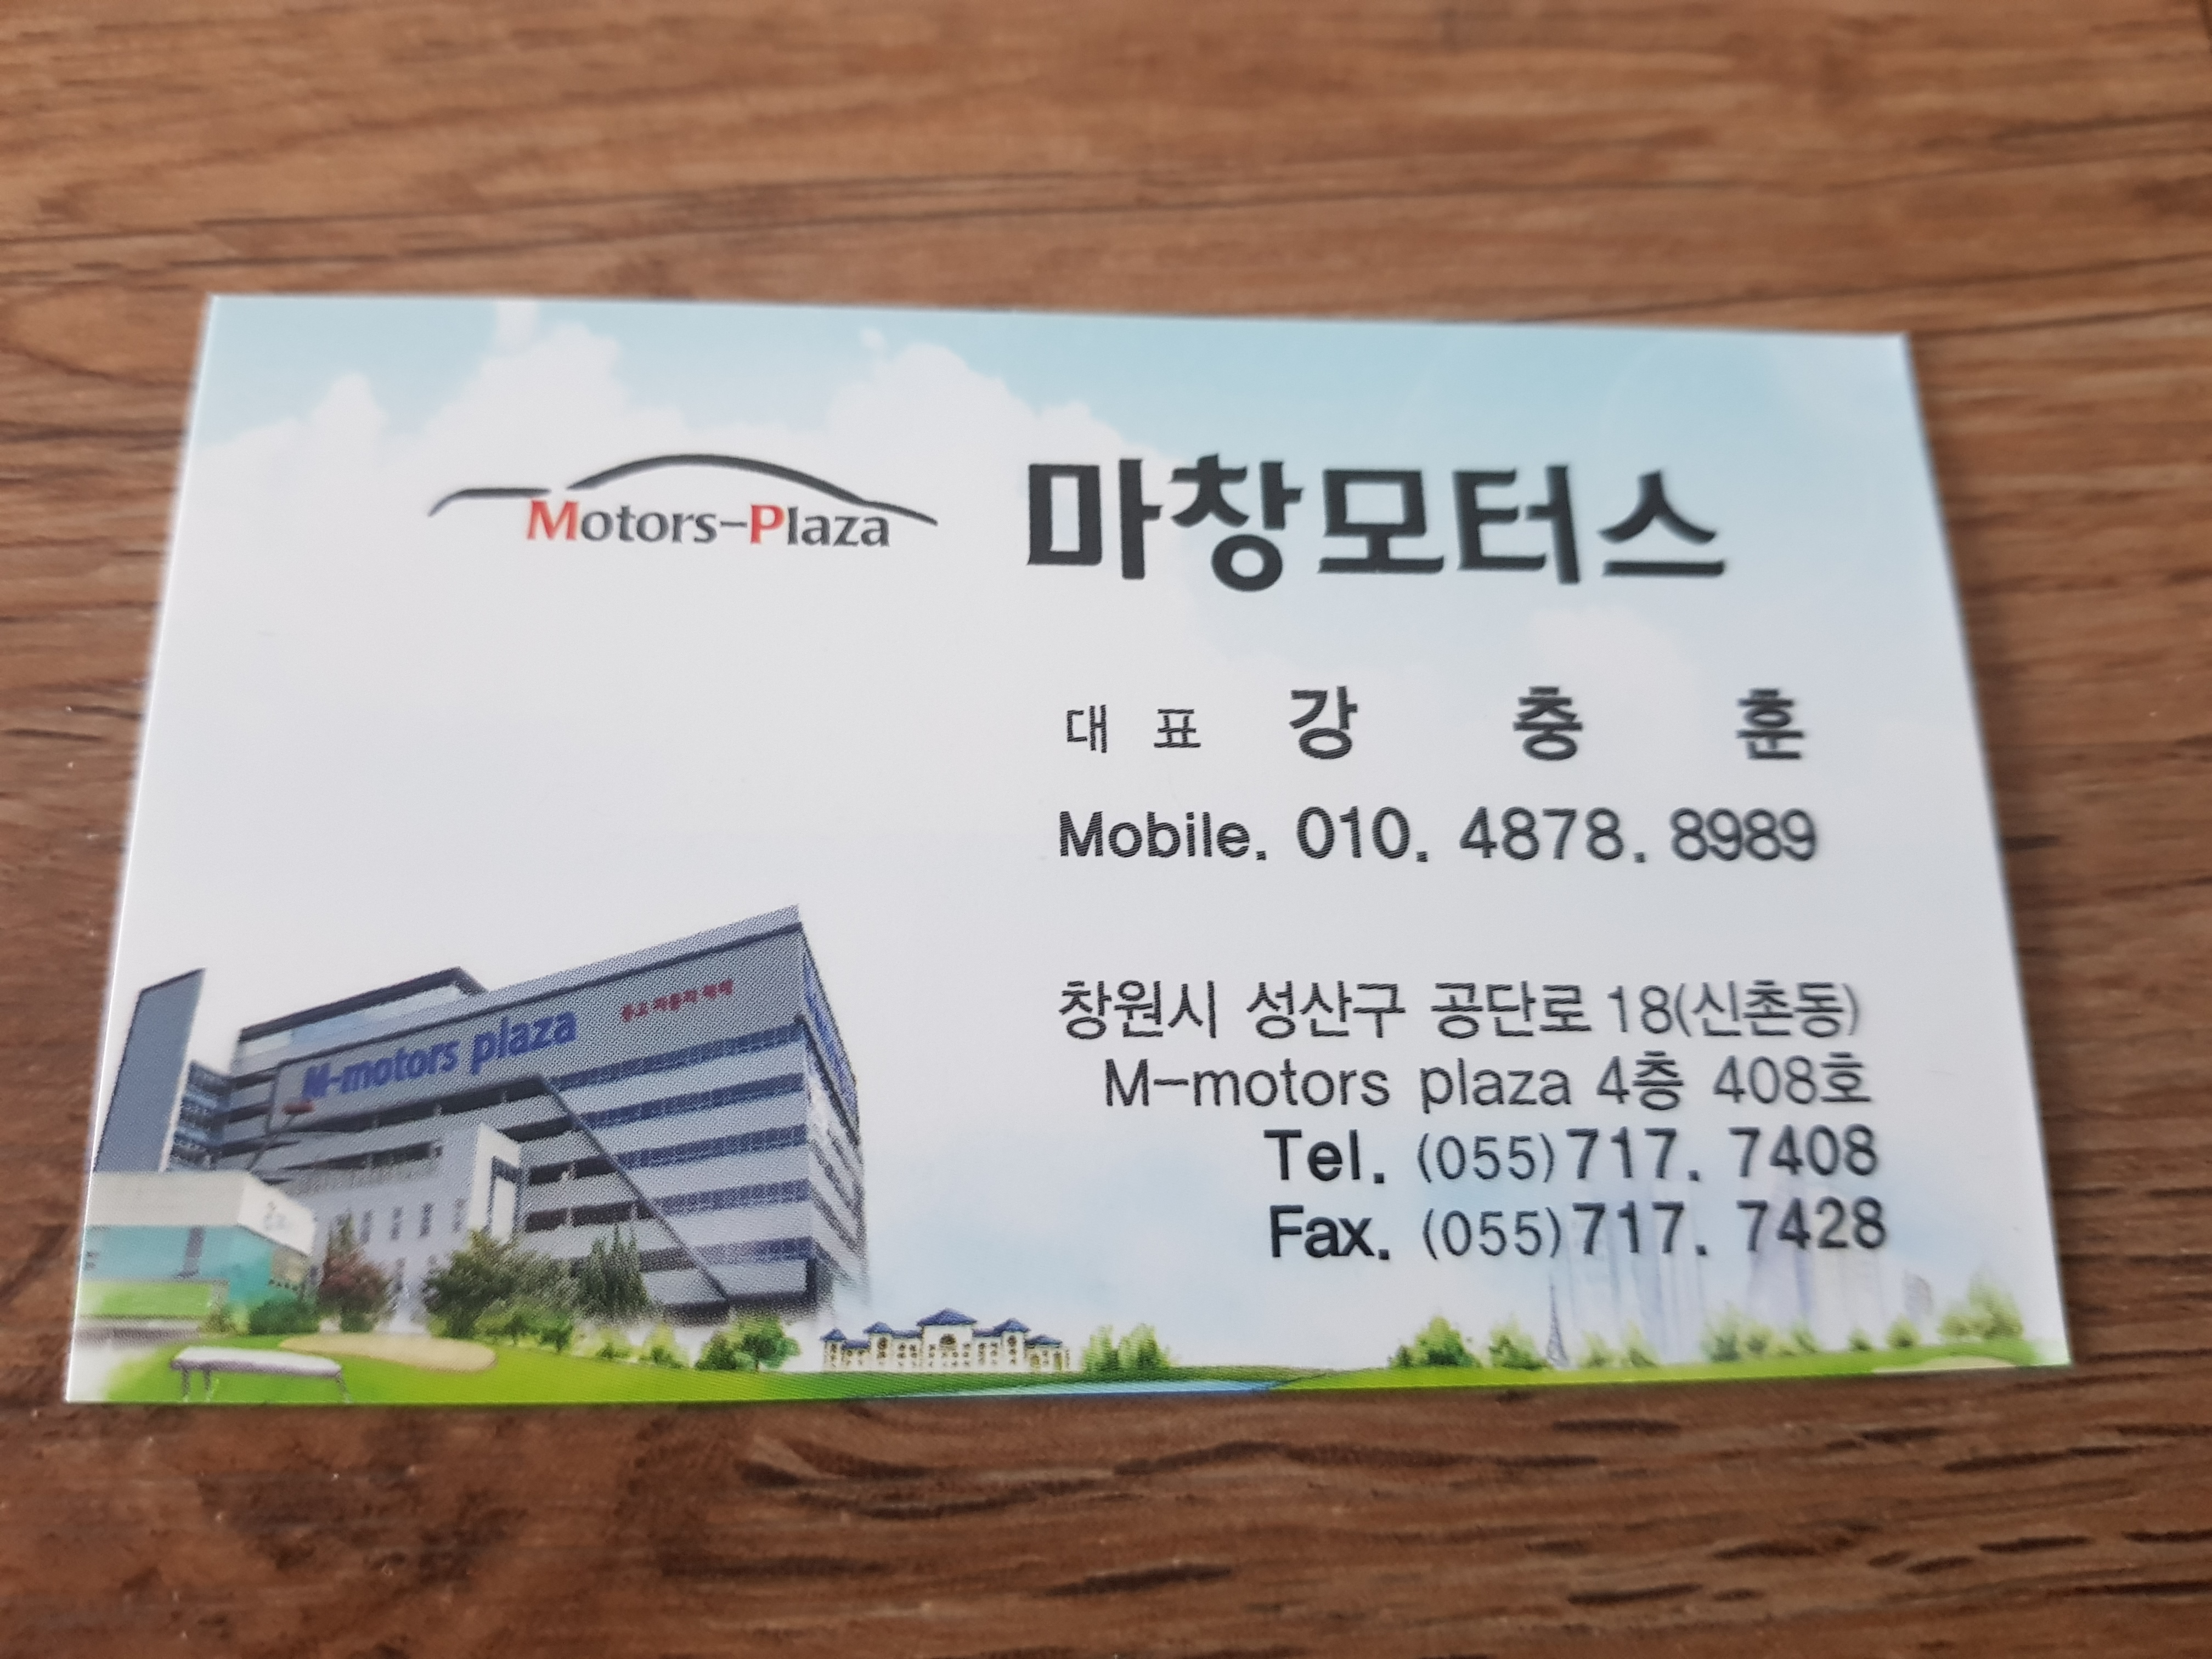 Motors-Plaza
마창모터스
대 표 강 충 훈
Mobile. 010. 4878. 8989
창원시 성산구 공단로 18(신촌동)
M-motors plaza 4층 408호
Tel. (055)717. 7408
Fax. (055)717. 7428
M-motors plaza